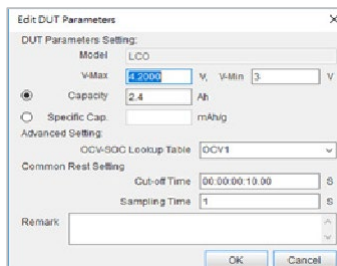 Edit DUT Parameters
DUT Parameters Setting:
Model LCO
V-Max 4.2000 V, V-Min 3 V
Capacity 2.4 Ah
Specific Cap. mAh/g
Advanced Setting:
OCV-SOC Lookup Table OCV1
Common Rest Setting
Cut-off Time 00:00:00:10.00 S
Sampling Time 1 S
Remark
OK Cancel